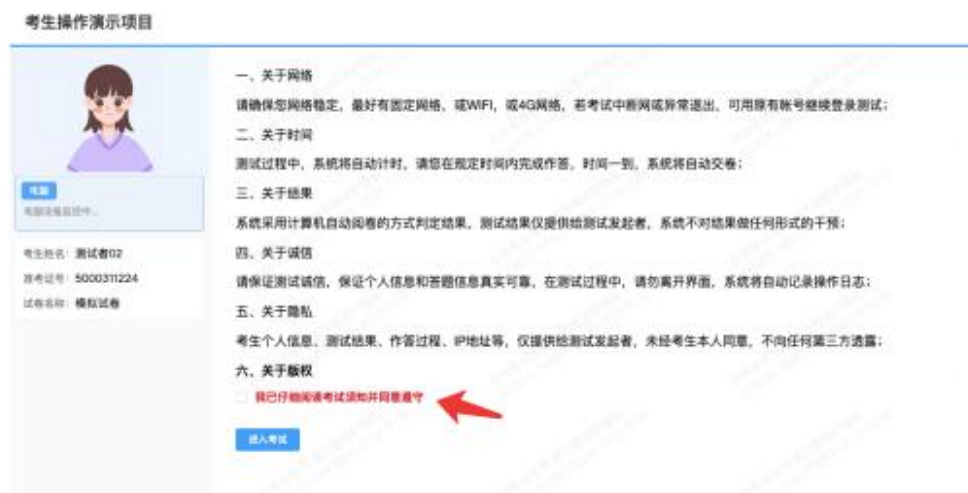 考生操作演示项目
电脑
电脑设备监控中...
考生姓名: 测试者02
准考证号: 5000311224
试卷名称: 模拟试卷
一、关于网络
请确保您网络稳定，最好有固定网络，或WIFI，或4G网络，若考试中断网或异常退出，可用原有帐号继续登录测试；
二、关于时间
测试过程中，系统将自动计时，请您在规定时间内完成作答，时间一到，系统将自动交卷；
三、关于结果
系统采用计算机自动阅卷的方式判定结果，测试结果仅提供给测试发起者，系统不对结果做任何形式的干预；
四、关于诚信
请保证测试诚信，保证个人信息和答题信息真实可靠，在测试过程中，请勿离开界面，系统将自动记录操作日志；
五、关于隐私
考生个人信息、测试结果、作答过程、IP地址等，仅提供给测试发起者，未经考生本人同意，不向任何第三方透露；
六、关于版权
我已仔细阅读考试须知并同意遵守
进入考试